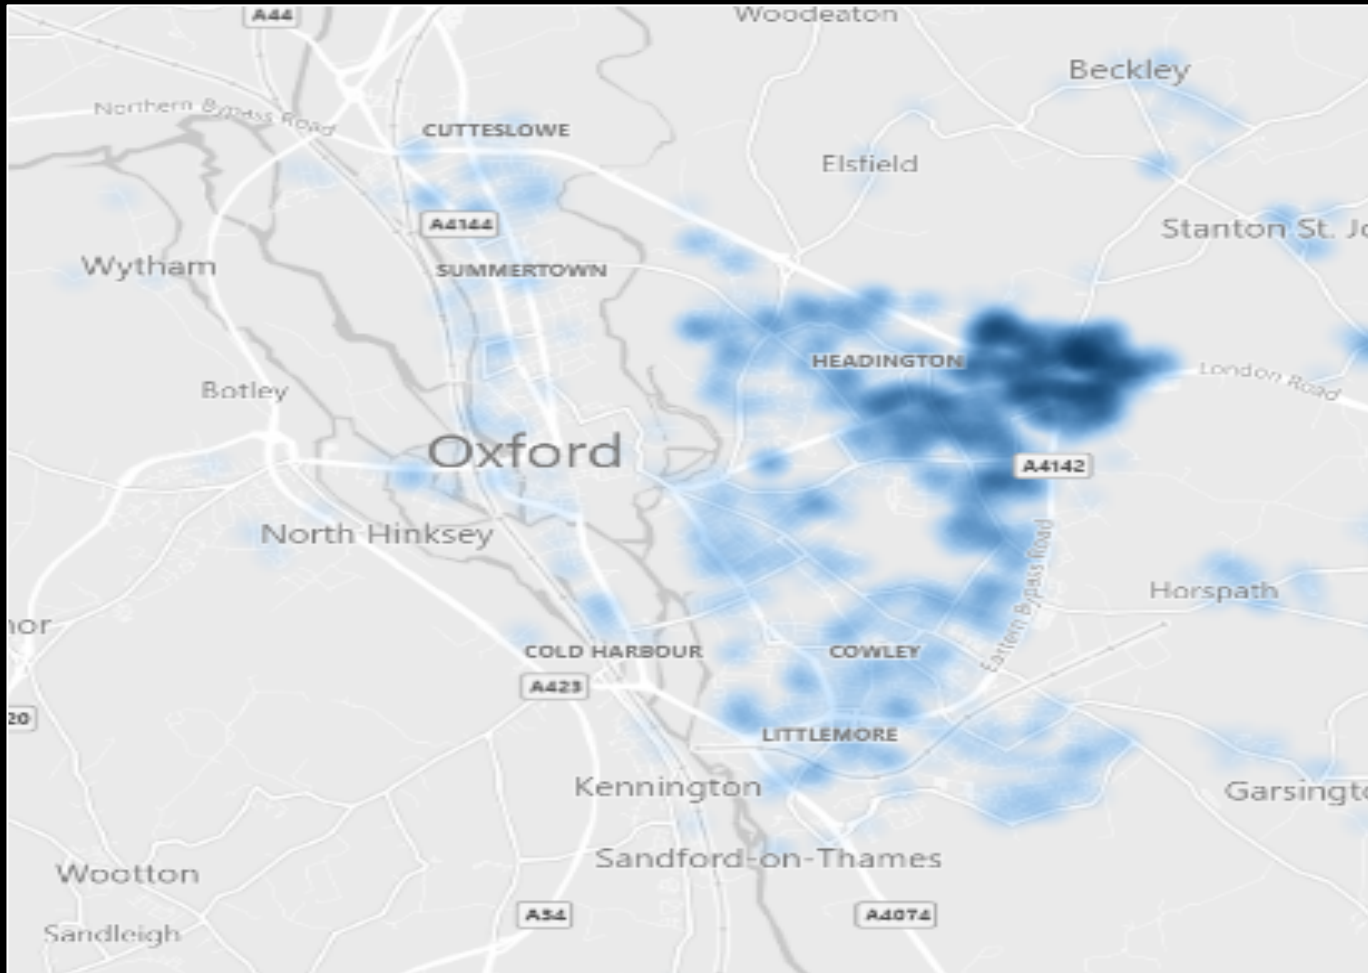 A44
Woodeaton
Beckley
Northern Bypass Road
CUTTESLOWE
Elsfield
A4144
Stanton St. Jo
Wytham
SUMMERTOWN
HEADINGTON
London Road
Botley
Oxford
A4142
North Hinksey
Eastern Bypass Road
Horspath
nor
COLD HARBOUR
COWLEY
A423
20
LITTLEMORE
Kennington
Garsingto
Sandford-on-Thames
Wootton
A34
A4074
Sandleigh